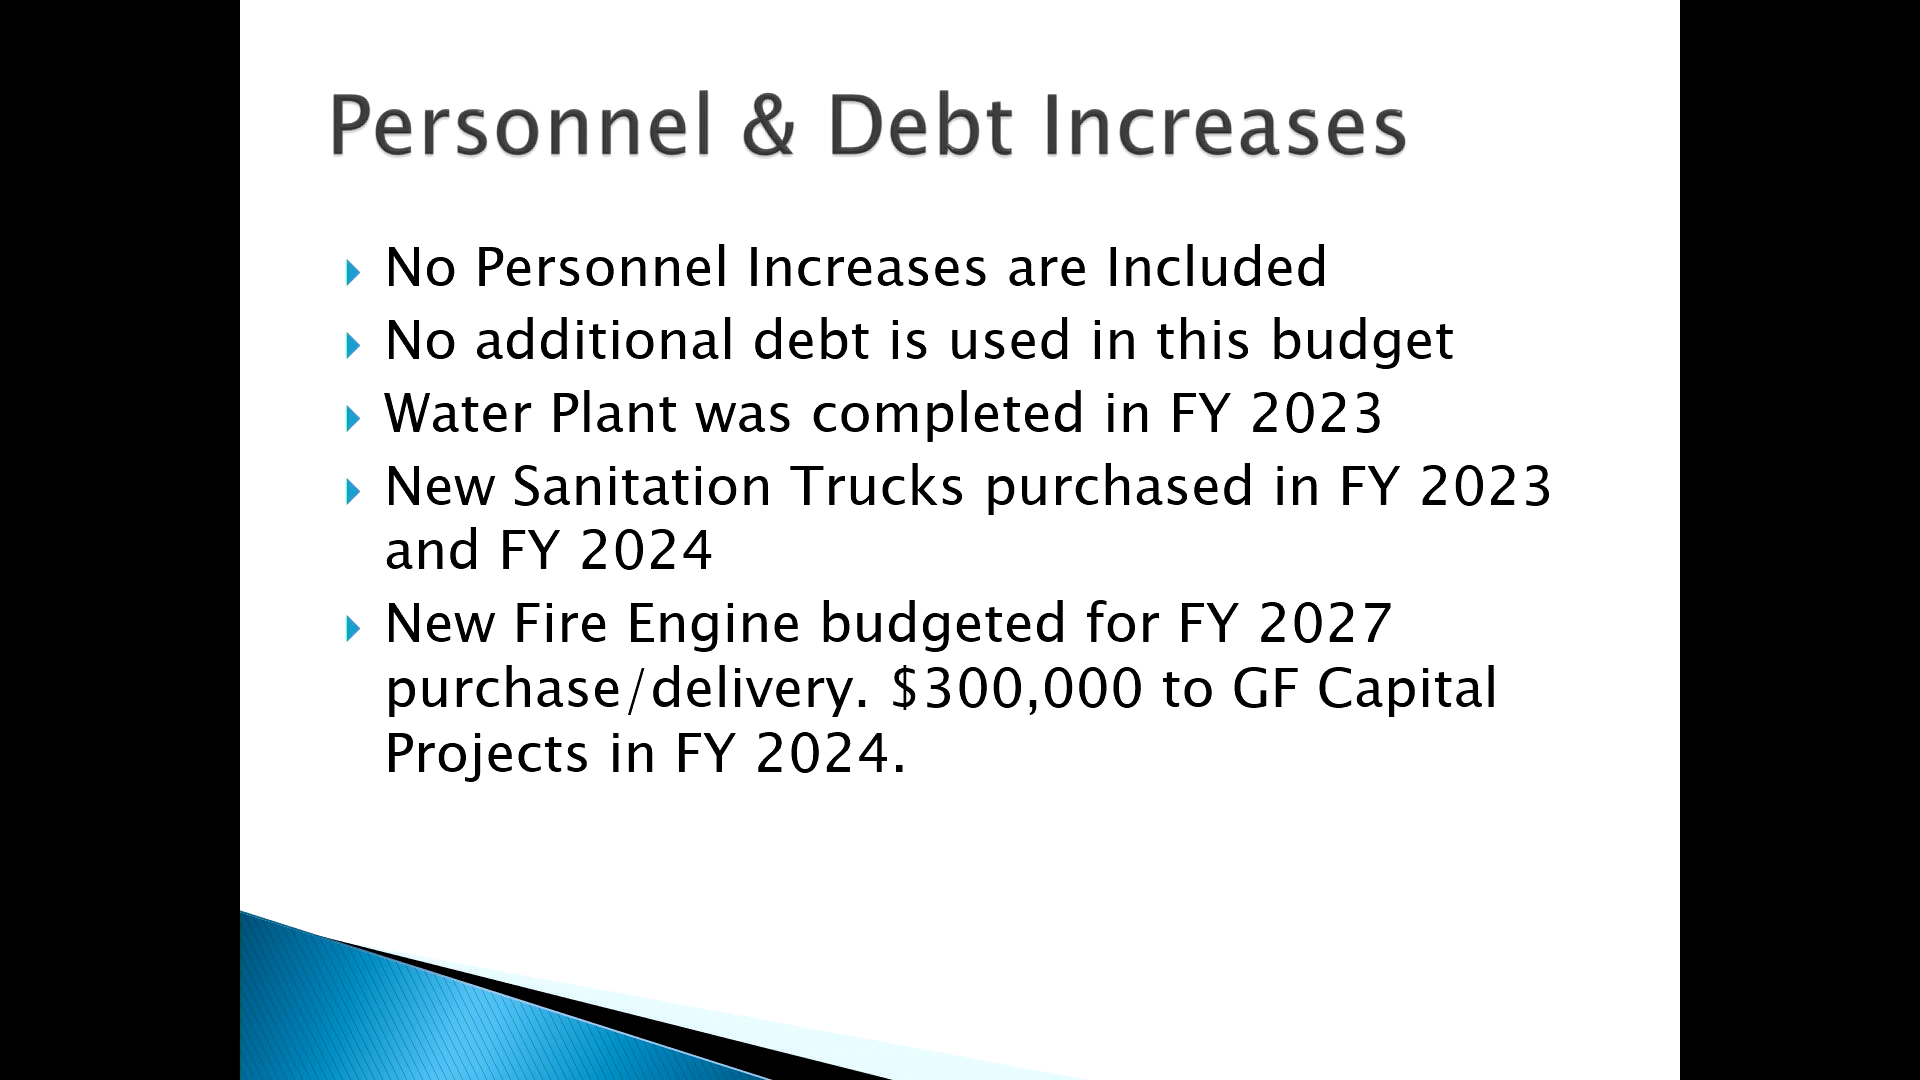 Personnel & Debt Increases
No Personnel Increases are Included
No additional debt is used in this budget
Water Plant was completed in FY 2023
New Sanitation Trucks purchased in FY 2023
and FY 2024
New Fire Engine budgeted for FY 2027
purchase/delivery. $300,000 to GF Capital
Projects in FY 2024.